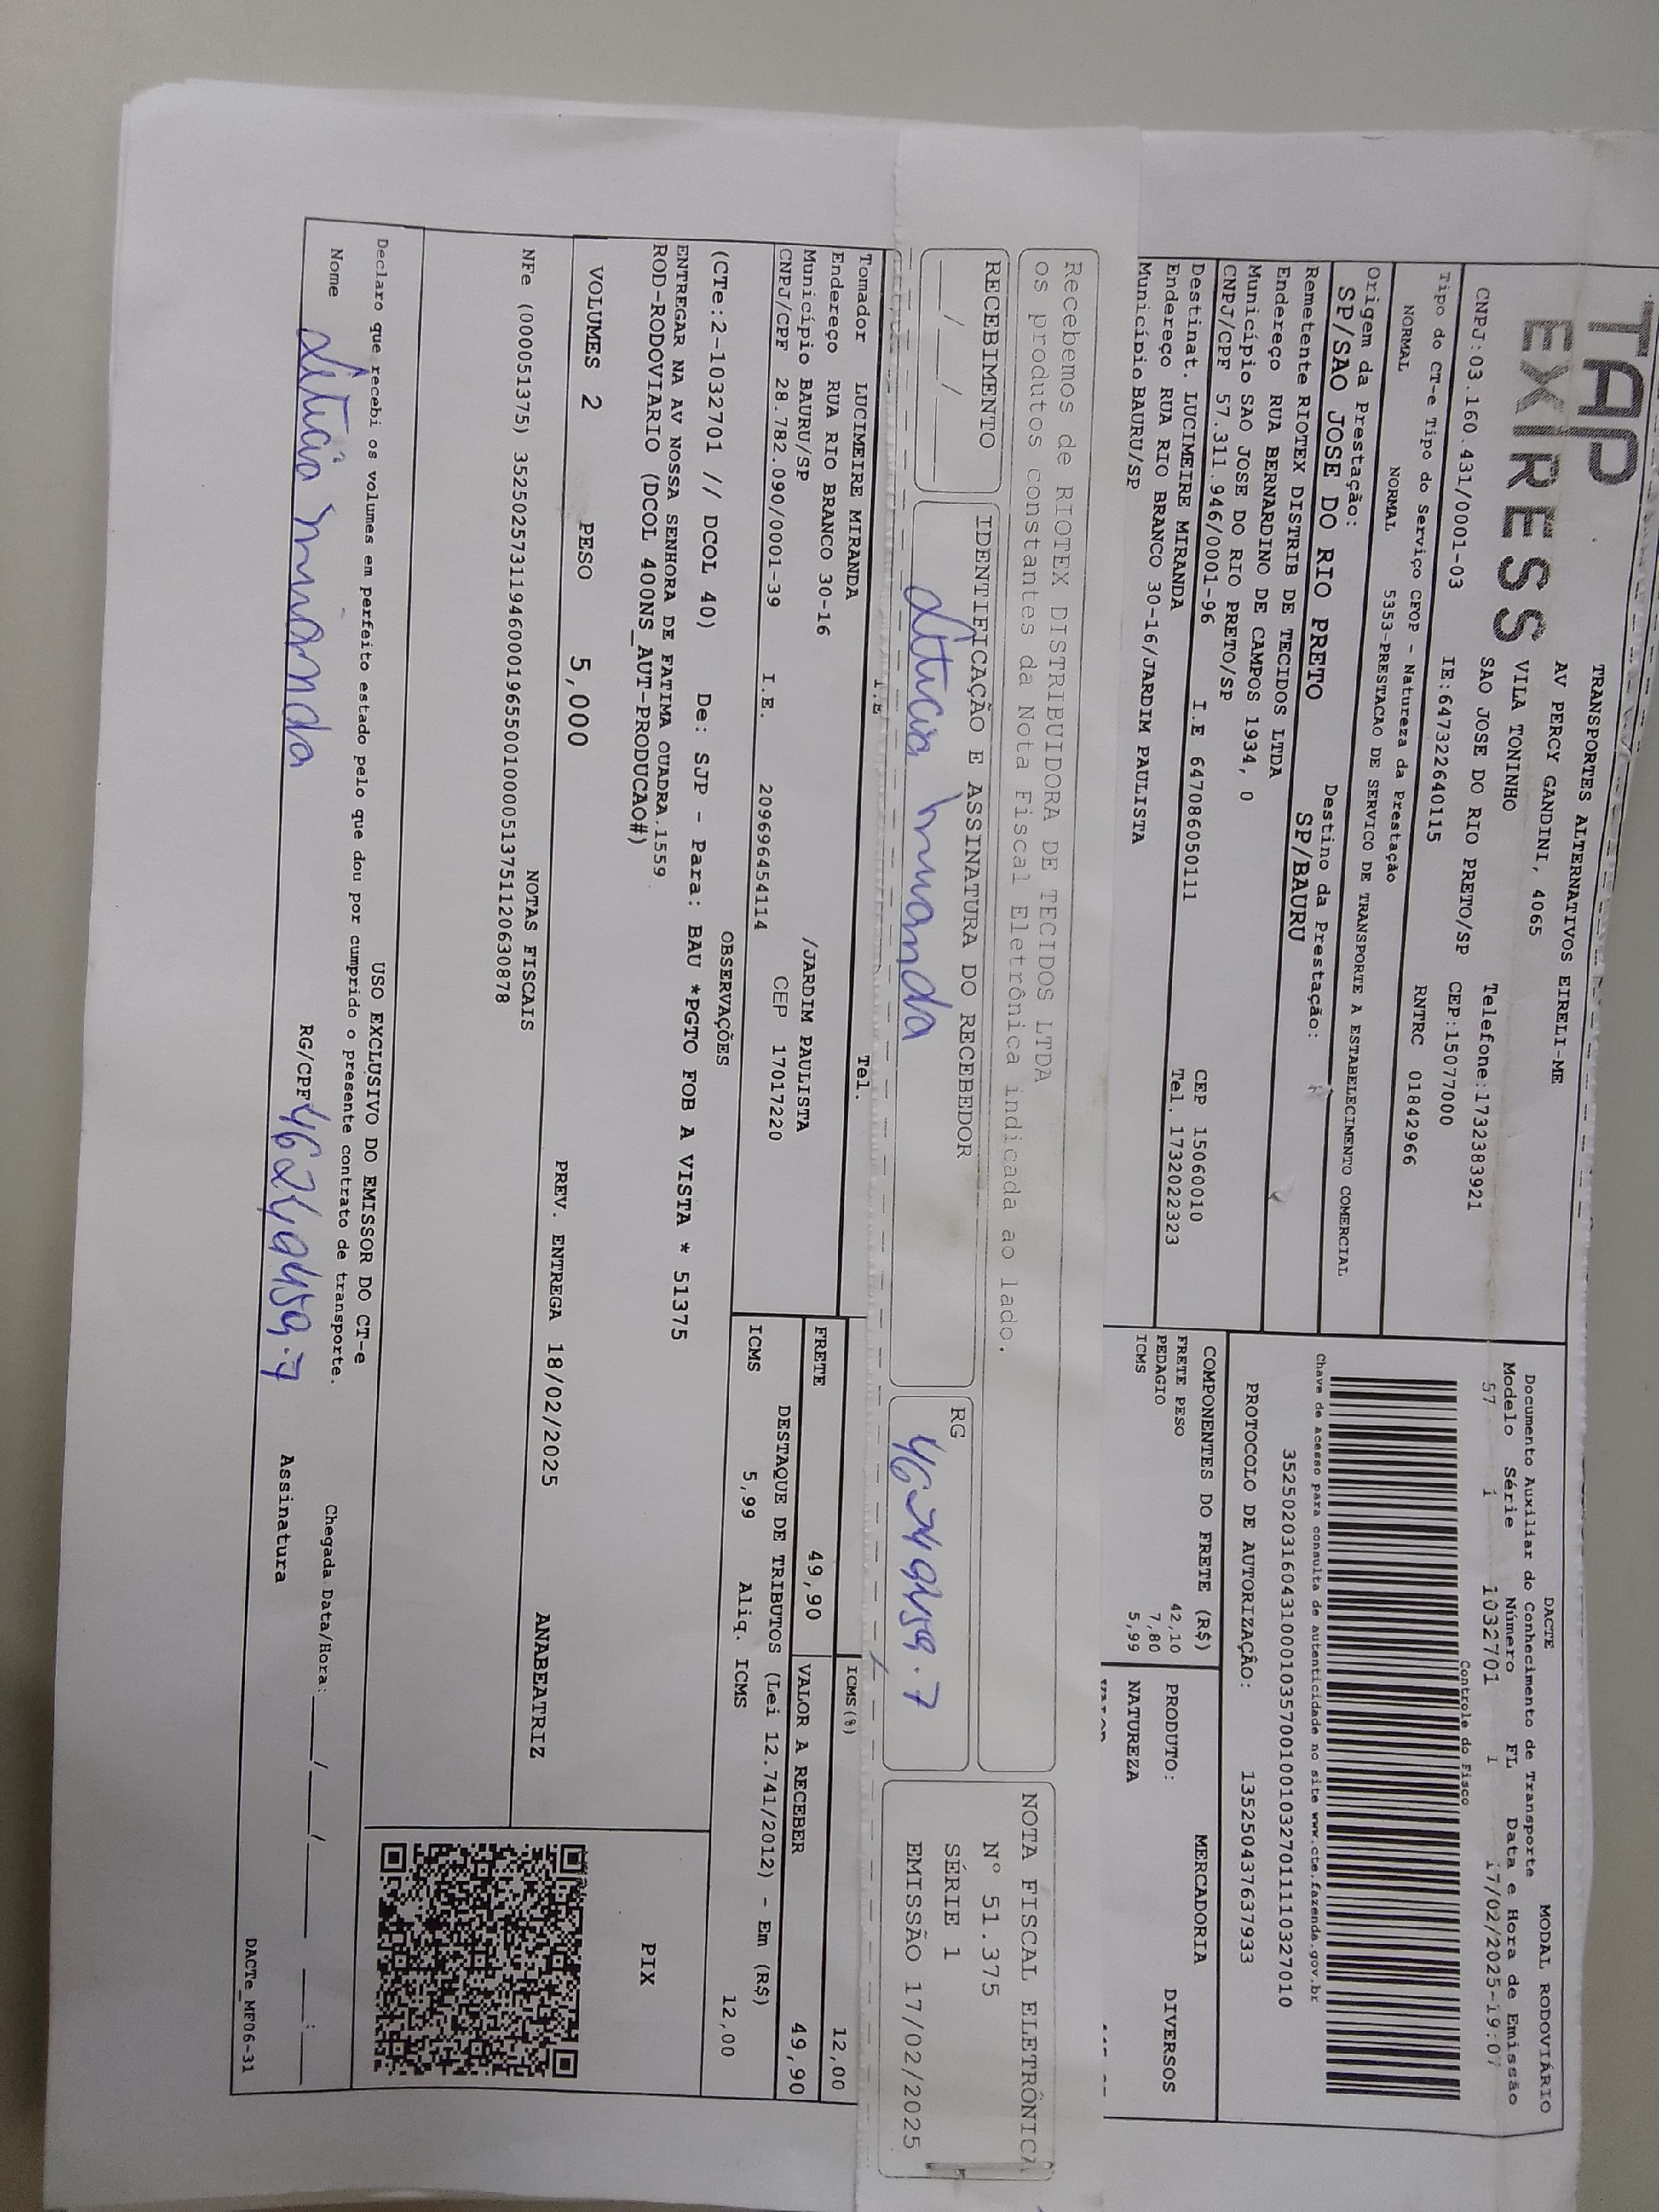 TAP
EXPRESS
TRANSPORTES ALTERNATIVOS EIRELI-ME
AV PERCY GANDINI, 4065
VILA TONINHO
SAO JOSE DO RIO PRETO/SP Telefone:1732383921
CNPJ:03.160.431/0001-03 IE:647322640115 CEP:15077000
Tipo do CT-e Tipo do Serviço CFOP - Natureza da Prestação RNTRC 01842966
NORMAL NORMAL 5353-PRESTACAO DE SERVICO DE TRANSPORTE A ESTABELECIMENTO COMERCIAL
Origem da Prestação: Destino da Prestação:
SP/SAO JOSE DO RIO PRETO SP/BAURU
Remetente RIOTEX DISTRIB DE TECIDOS LTDA
Endereço RUA BERNARDINO DE CAMPOS 1934, 0
Município SAO JOSE DO RIO PRETO/SP CEP 15060010
CNPJ/CPF 57.311.946/0001-96 I.E 647086050111 Tel. 1732022323
Destinat. LUCIMEIRE MIRANDA
Endereço RUA RIO BRANCO 30-16/JARDIM PAULISTA
Município BAURU/SP
DACTE MODAL RODOVIÁRIO
Documento Auxiliar do Conhecimento de Transporte
Modelo Série Número FL Data e Hora de Emissão
57 1 1032701 1 17/02/2025-19:07
Controle do Fisco
Chave de acesso para consulta de autenticidade no site www.cte.fazenda.gov.br
35250203160431000103570010010327011110327010
PROTOCOLO DE AUTORIZAÇÃO: 135250437637933
COMPONENTES DO FRETE (R$) MERCADORIA
FRETE PESO 42,10 PRODUTO: DIVERSOS
PEDAGIO 7,80
ICMS 5,99 NATUREZA
Recebemos de RIOTEX DISTRIBUIDORA DE TECIDOS LTDA
os produtos constantes da Nota Fiscal Eletrônica indicada ao lado.
RECEBIMENTO IDENTIFICAÇÃO E ASSINATURA DO RECEBEDOR RG
__/__/__ Leticia Miranda 46.241.9459.7
NOTA FISCAL ELETRÔNICA
Nº 51.375
SÉRIE 1
EMISSÃO 17/02/2025
I.E
Tomador LUCIMEIRE MIRANDA Tel.
Endereço RUA RIO BRANCO 30-16 /JARDIM PAULISTA
Município BAURU/SP CEP 17017220
CNPJ/CPF 28.782.090/0001-39 I.E. 209696454114
ICMS(%) 12,00
FRETE 49,90 VALOR A RECEBER 49,90
DESTAQUE DE TRIBUTOS (Lei 12.741/2012) - Em (R$)
ICMS 5,99 Aliq. ICMS 12,00
OBSERVAÇÕES
(CTe:2-1032701 // DCOL 40) De: SJP - Para: BAU *PGTO FOB A VISTA * 51375
ENTREGAR NA AV NOSSA SENHORA DE FATIMA QUADRA 1559
ROD-RODOVIARIO (DCOL 400NS_AUT-PRODUCAO#)
PIX
VOLUMES 2 PESO 5,000 PREV. ENTREGA 18/02/2025 ANABEATRIZ
NOTAS FISCAIS
NFe (000051375) 35250257311946000196550010000513751120630878
USO EXCLUSIVO DO EMISSOR DO CT-e
Declaro que recebi os volumes em perfeito estado pelo que dou por cumprido o presente contrato de transporte.
Chegada Data/Hora:___/___/___ __:__
Nome Leticia Miranda RG/CPF 46.241.9459.7 Assinatura
DACTe_MF06-31